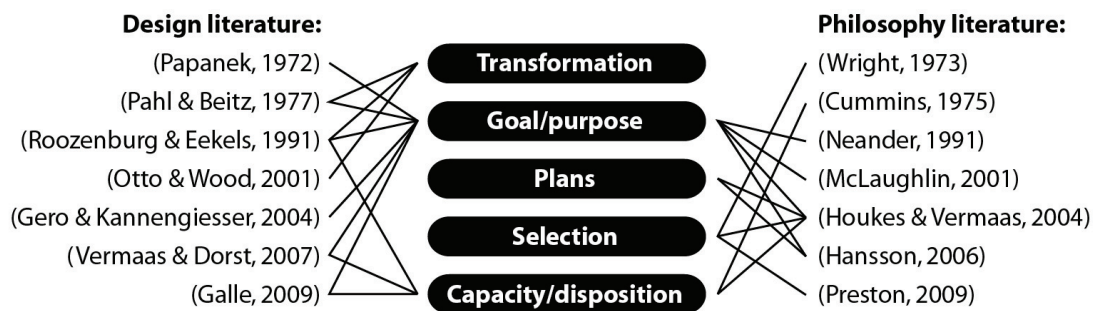 Design literature:
(Papanek, 1972)
(Pahl & Beitz, 1977)
(Roozenburg & Eekels, 1991)
(Otto & Wood, 2001)
(Gero & Kannengiesser, 2004)
(Vermaas & Dorst, 2007)
(Galle, 2009)
Transformation
Goal/purpose
Plans
Selection
Capacity/disposition
Philosophy literature:
(Wright, 1973)
(Cummins, 1975)
(Neander, 1991)
(McLaughlin, 2001)
(Houkes & Vermaas, 2004)
(Hansson, 2006)
(Preston, 2009)